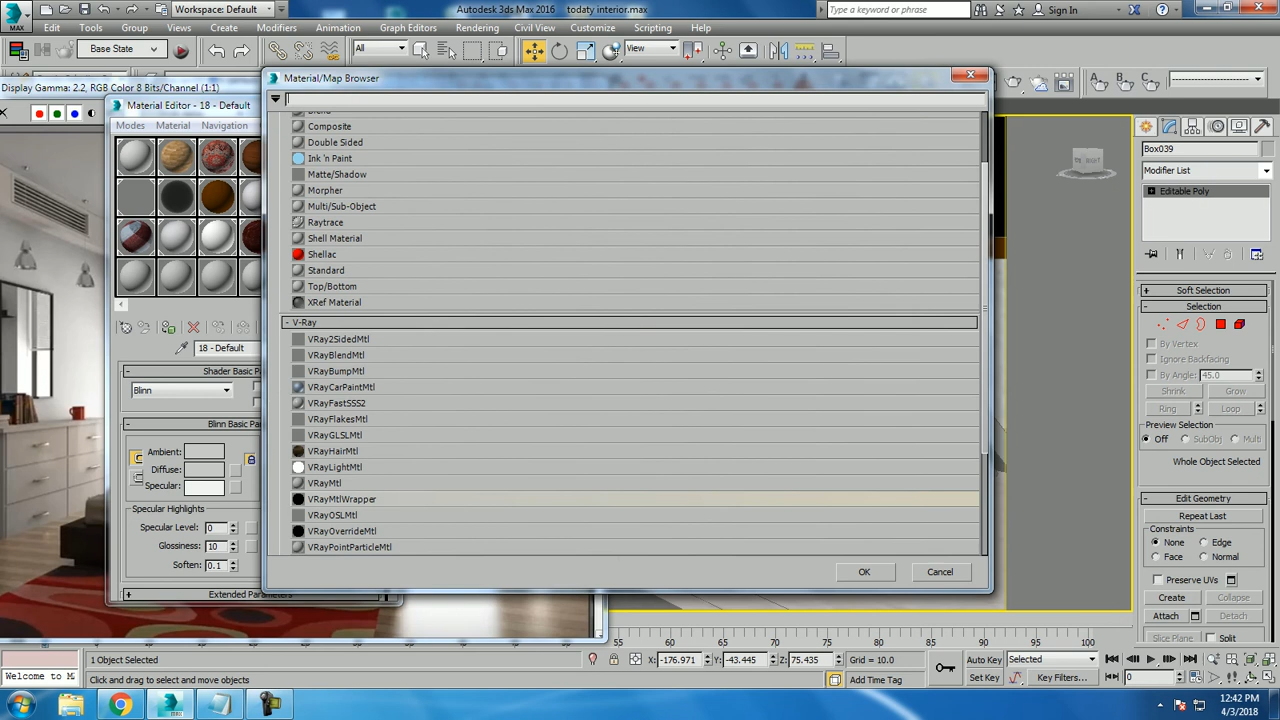 Workspace: Default
Autodesk 3ds Max 2016
todaty interior.max
Type a keyword or phrase
Sign In
MAX
Edit
Tools
Group
Views
Create
Modifiers
Animation
Graph Editors
Rendering
Civil View
Customize
Scripting
Help
Base State
All
View
Display Gamma: 2.2, RGB Color 8 Bits/Channel (1:1)
Material/Map Browser
Material Editor - 18 - Default
Modes
Material
Navigation
Composite
Double Sided
Ink 'n Paint
Matte/Shadow
Morpher
Multi/Sub-Object
Raytrace
Shell Material
Shellac
Standard
Top/Bottom
XRef Material
- V-Ray
VRay2SidedMtl
VRayBlendMtl
VRayBumpMtl
VRayCarPaintMtl
VRayFastSSS2
VRayFlakesMtl
VRayGLSLMtl
VRayHairMtl
VRayLightMtl
VRayMtl
VRayMtlWrapper
VRayOSLMtl
VRayOverrideMtl
VRayPointParticleMtl
OK
Cancel
18 - Default
Shader Basic Pa
Blinn
Blinn Basic Para
Ambient:
Diffuse:
Specular:
Specular Highlights
Specular Level: 0
Glossiness: 10
Soften: 0.1
Extended Parameters
Box039
Modifier List
Editable Poly
+ Soft Selection
- Selection
By Vertex
Ignore Backfacing
By Angle: 45.0
Shrink
Grow
Ring
Loop
Preview Selection
Off
SubObj
Multi
Whole Object Selected
- Edit Geometry
Repeat Last
Constraints
None
Edge
Face
Normal
Preserve UVs
Create
Collapse
Attach
Detach
Slice Plane
Split
55
60
65
70
75
80
85
90
95
100
1 Object Selected
X: -176.971
Y: -43.445
Z: 75.435
Grid = 10.0
Auto Key
Selected
Welcome to M
Click and drag to select and move objects
Add Time Tag
Set Key
Key Filters...
0
12:42 PM
4/3/2018